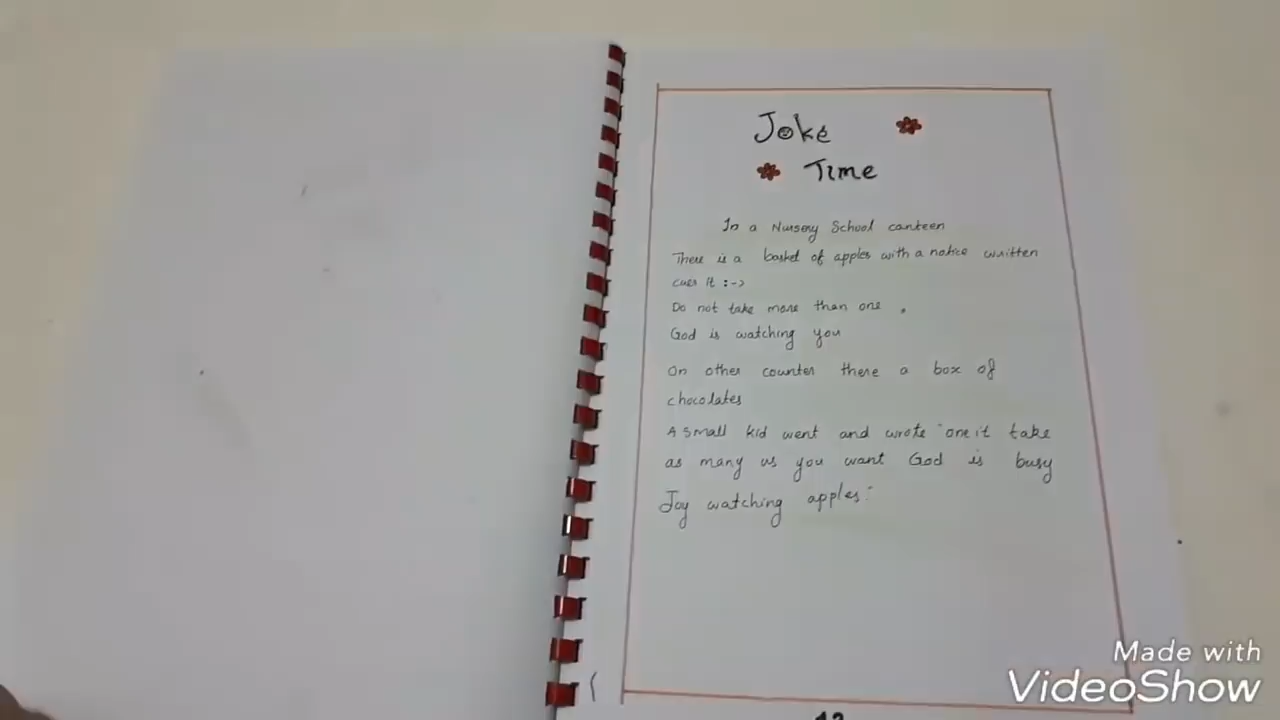 Joke
Time
In a Nursery School canteen
There is a basket of apples with a notice written
over it :->
Do not take more than one.
God is watching you
On other counter there a box of
chocolates
A small kid went and wrote "one it take
as many us you want God is busy
Joy watching apples."
Made with
VideoShow